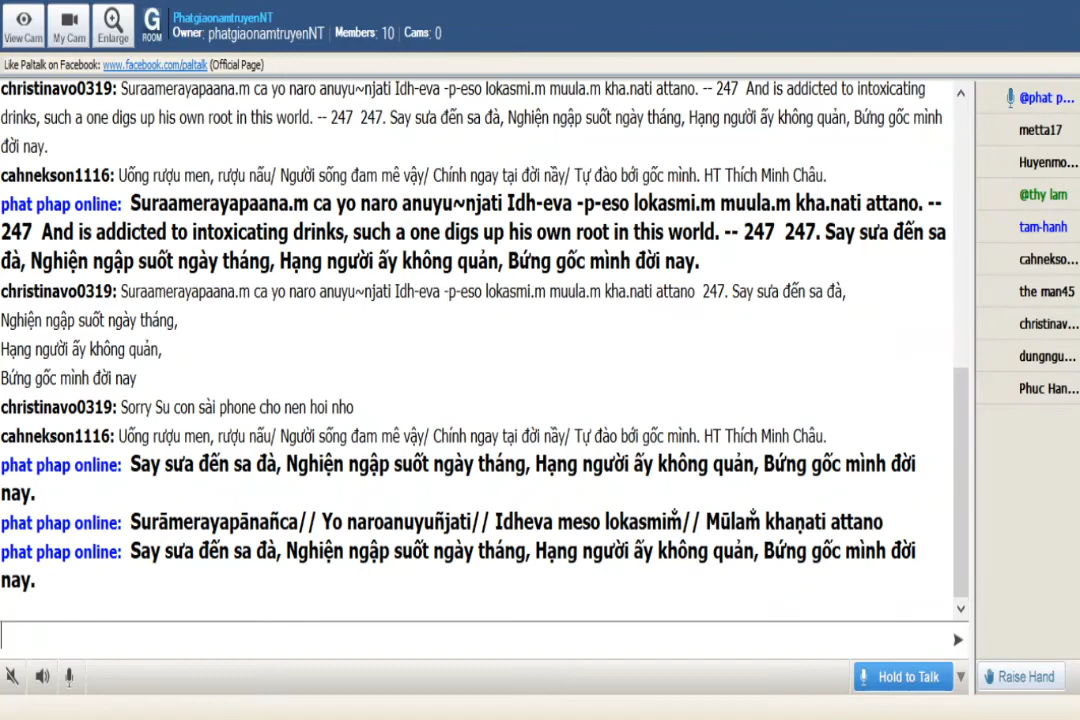 View Cam
My Cam
Enlarge
G
ROOM
PhatgiaonamtruyenNT
Owner: phatgiaonamtruyenNT | Members: 10 | Cams: 0
Like Paltalk on Facebook: www.facebook.com/paltalk (Official Page)
christinavo0319: Suraamerayapaana.m ca yo naro anuyu~njati Idh-eva -p-eso lokasmi.m muula.m kha.nati attano. -- 247 And is addicted to intoxicating
drinks, such a one digs up his own root in this world. -- 247 247. Say sưa đến sa đà, Nghiện ngập suốt ngày tháng, Hạng người ấy không quản, Bứng gốc mình
đời nay.
cahnekson1116: Uống rượu men, rượu nấu/ Người sống đam mê vậy/ Chính ngay tại đời nầy/ Tự đào bới gốc mình. HT Thích Minh Châu.
phat phap online: Suraamerayapaana.m ca yo naro anuyu~njati Idh-eva -p-eso lokasmi.m muula.m kha.nati attano. --
247 And is addicted to intoxicating drinks, such a one digs up his own root in this world. -- 247 247. Say sưa đến sa
đà, Nghiện ngập suốt ngày tháng, Hạng người ấy không quản, Bứng gốc mình đời nay.
christinavo0319: Suraamerayapaana.m ca yo naro anuyu~njati Idh-eva -p-eso lokasmi.m muula.m kha.nati attano 247. Say sưa đến sa đà,
Nghiện ngập suốt ngày tháng,
Hạng người ấy không quản,
Bứng gốc mình đời nay
christinavo0319: Sorry Su con sài phone cho nen hoi nho
cahnekson1116: Uống rượu men, rượu nấu/ Người sống đam mê vậy/ Chính ngay tại đời nầy/ Tự đào bới gốc mình. HT Thích Minh Châu.
phat phap online: Say sưa đến sa đà, Nghiện ngập suốt ngày tháng, Hạng người ấy không quản, Bứng gốc mình đời
nay.
phat phap online: Surāmerayapānañca// Yo naroanuyuñjati// Idheva meso lokasmiṁ// Mūlaṁ khaṇati attano
phat phap online: Say sưa đến sa đà, Nghiện ngập suốt ngày tháng, Hạng người ấy không quản, Bứng gốc mình đời
nay.
@phat p...
metta17
Huyenmo...
@thy lam
tam-hanh
cahnekso...
the man45
christinav...
dungngu...
Phuc Han...
Hold to Talk
Raise Hand